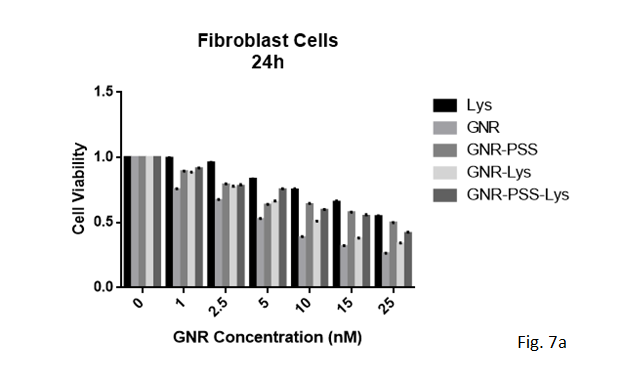 Fibroblast Cells
24h
Cell Viability
1.5
1.0
0.5
0.0
0 1 2.5 5 10 15 25
GNR Concentration (nM)
Lys
GNR
GNR-PSS
GNR-Lys
GNR-PSS-Lys
Fig. 7a